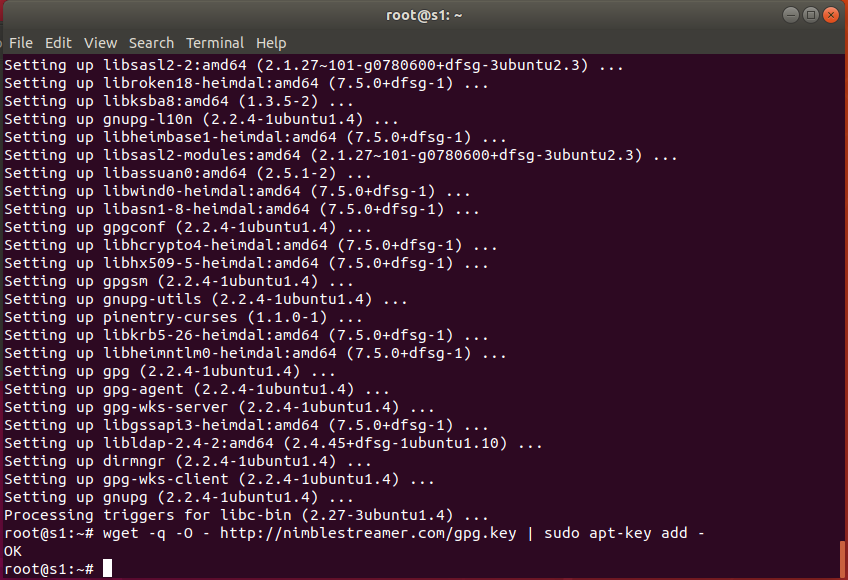 root@s1: ~
File Edit View Search Terminal Help
Setting up libsasl2-2:amd64 (2.1.27~101-g0780600+dfsg-3ubuntu2.3) ...
Setting up libroken18-heimdal:amd64 (7.5.0+dfsg-1) ...
Setting up libksba8:amd64 (1.3.5-2) ...
Setting up gnupg-l10n (2.2.4-1ubuntu1.4) ...
Setting up libheimbase1-heimdal:amd64 (7.5.0+dfsg-1) ...
Setting up libsasl2-modules:amd64 (2.1.27~101-g0780600+dfsg-3ubuntu2.3) ...
Setting up libassuan0:amd64 (2.5.1-2) ...
Setting up libwind0-heimdal:amd64 (7.5.0+dfsg-1) ...
Setting up libasn1-8-heimdal:amd64 (7.5.0+dfsg-1) ...
Setting up gpgconf (2.2.4-1ubuntu1.4) ...
Setting up libhcrypto4-heimdal:amd64 (7.5.0+dfsg-1) ...
Setting up libhx509-5-heimdal:amd64 (7.5.0+dfsg-1) ...
Setting up gpgsm (2.2.4-1ubuntu1.4) ...
Setting up gnupg-utils (2.2.4-1ubuntu1.4) ...
Setting up pinentry-curses (1.1.0-1) ...
Setting up libkrb5-26-heimdal:amd64 (7.5.0+dfsg-1) ...
Setting up libheimntlm0-heimdal:amd64 (7.5.0+dfsg-1) ...
Setting up gpg (2.2.4-1ubuntu1.4) ...
Setting up gpg-agent (2.2.4-1ubuntu1.4) ...
Setting up gpg-wks-server (2.2.4-1ubuntu1.4) ...
Setting up libgssapi3-heimdal:amd64 (7.5.0+dfsg-1) ...
Setting up libldap-2.4-2:amd64 (2.4.45+dfsg-1ubuntu1.10) ...
Setting up dirmngr (2.2.4-1ubuntu1.4) ...
Setting up gpg-wks-client (2.2.4-1ubuntu1.4) ...
Setting up gnupg (2.2.4-1ubuntu1.4) ...
Processing triggers for libc-bin (2.27-3ubuntu1.4) ...
root@s1:~# wget -q -O - http://nimblestreamer.com/gpg.key | sudo apt-key add -
OK
root@s1:~#